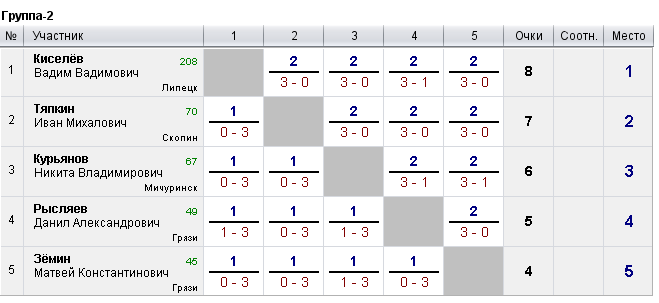 Группа-2
№ Участник 1 2 3 4 5 Очки Соотн. Место
1 Киселёв 208 2 2 2 2 8 1
Вадим Вадимович 3 - 0 3 - 0 3 - 1 3 - 0
Липецк
2 Тяпкин 70 1 2 2 2 7 2
Иван Михалович 0 - 3 3 - 0 3 - 0 3 - 0
Скопин
3 Курьянов 67 1 1 2 2 6 3
Никита Владимирович 0 - 3 0 - 3 3 - 1 3 - 1
Мичуринск
4 Рысляев 49 1 1 1 2 5 4
Данил Александрович 1 - 3 0 - 3 1 - 3 3 - 0
Грязи
5 Зёмин 45 1 1 1 1 4 5
Матвей Константинович 0 - 3 0 - 3 1 - 3 0 - 3
Грязи